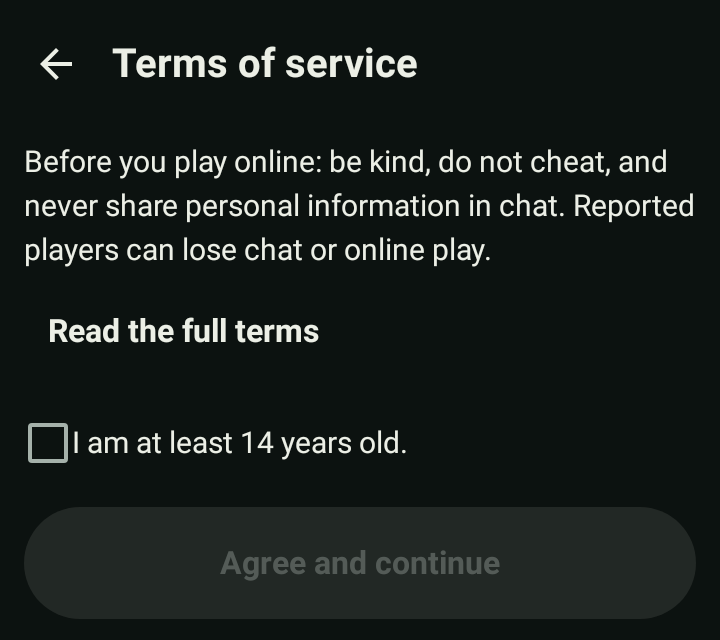 Terms of service
Before you play online: be kind, do not cheat, and
never share personal information in chat. Reported
players can lose chat or online play.
Read the full terms
I am at least 14 years old.
Agree and continue